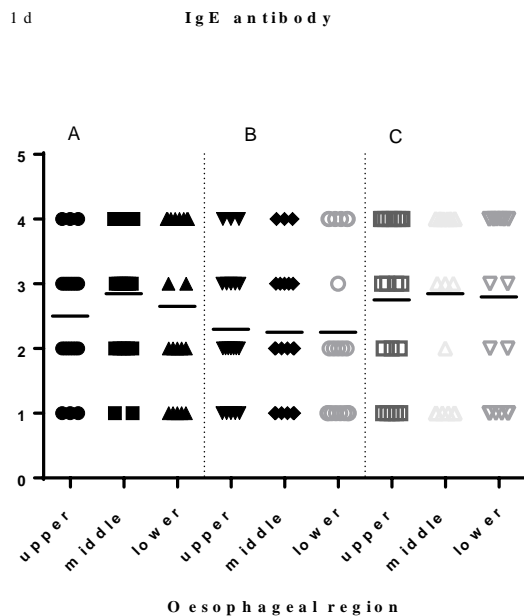 1 d
IgE antibody
A
B
C
5
4
3
2
1
0
upper
middle
lower
upper
middle
lower
upper
middle
lower
Oesophageal region